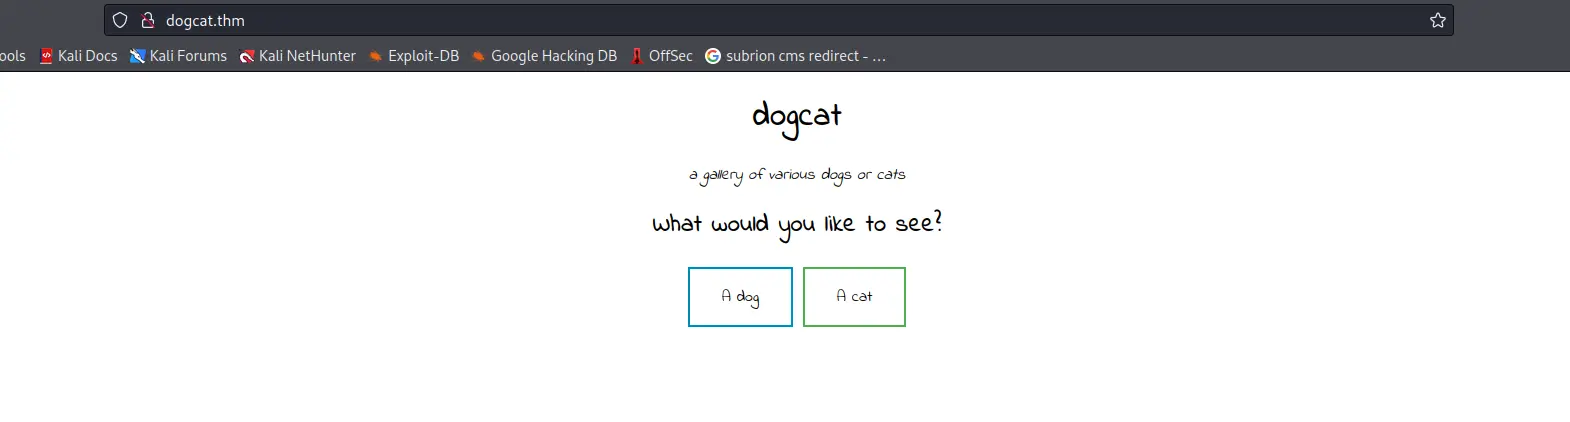 dogcat.thm
ools Kali Docs Kali Forums Kali NetHunter Exploit-DB Google Hacking DB OffSec subrion cms redirect - ...
dogcat
a gallery of various dogs or cats
What would you like to see?
A dog A cat